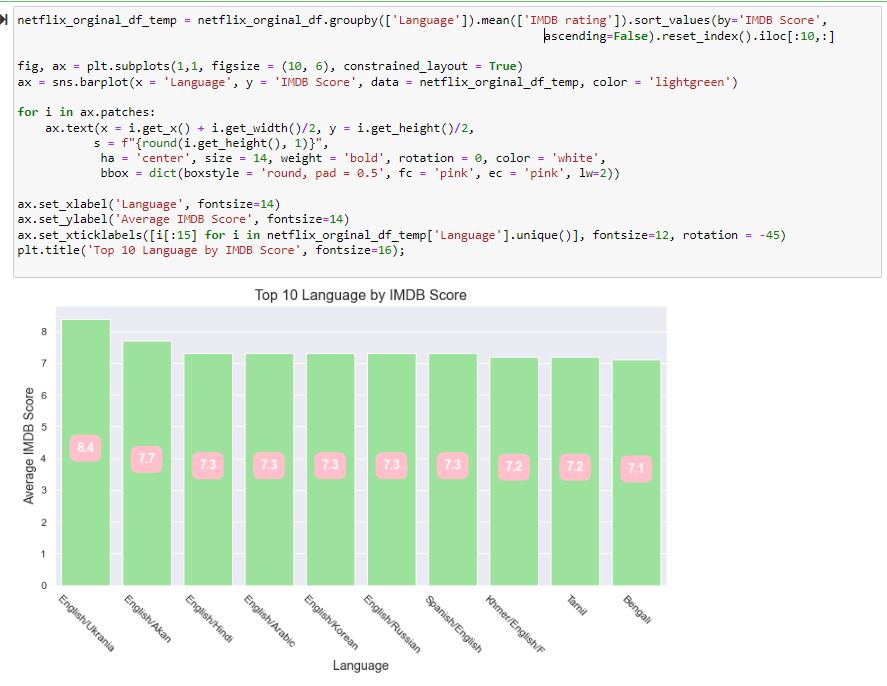 netflix_orginal_df_temp = netflix_orginal_df.groupby(['Language']).mean(['IMDB rating']).sort_values(by='IMDB Score',
ascending=False).reset_index().iloc[:10,:]
fig, ax = plt.subplots(1,1, figsize = (10, 6), constrained_layout = True)
ax = sns.barplot(x = 'Language', y = 'IMDB Score', data = netflix_orginal_df_temp, color = 'lightgreen')
for i in ax.patches:
ax.text(x = i.get_x() + i.get_width()/2, y = i.get_height()/2,
s = f"{round(i.get_height(), 1)}",
ha = 'center', size = 14, weight = 'bold', rotation = 0, color = 'white',
bbox = dict(boxstyle = 'round, pad = 0.5', fc = 'pink', ec = 'pink', lw=2))
ax.set_xlabel('Language', fontsize=14)
ax.set_ylabel('Average IMDB Score', fontsize=14)
ax.set_xticklabels([i[:15] for i in netflix_orginal_df_temp['Language'].unique()], fontsize=12, rotation = -45)
plt.title('Top 10 Language by IMDB Score', fontsize=16);
Top 10 Language by IMDB Score
Average IMDB Score
8
7
6
5
4
3
2
1
0
8.4
7.7
7.3
7.3
7.3
7.3
7.3
7.2
7.2
7.1
English/Ukrania
English/Akan
English/Hindi
English/Arabic
English/Korean
English/Russian
Spanish/English
Khmer/English/F
Tamil
Bengali
Language